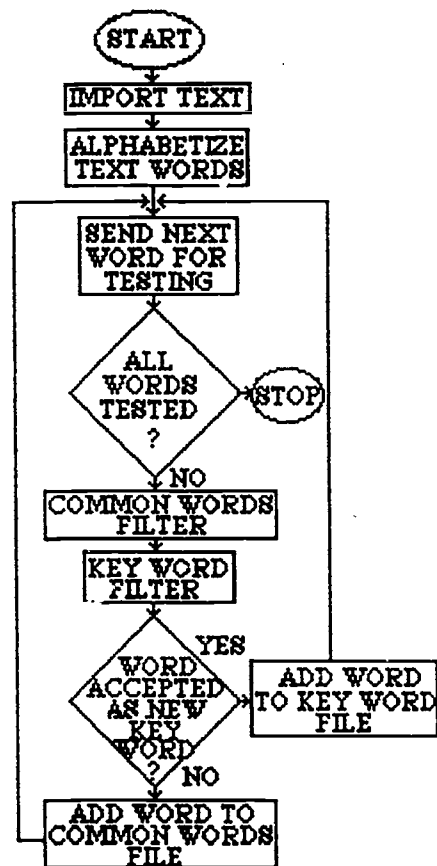 START
IMPORT TEXT
ALPHABETIZE
TEXT WORDS
SEND NEXT
WORD FOR
TESTING
ALL
WORDS
TESTED
?
STOP
NO
COMMON WORDS
FILTER
KEY WORD
FILTER
YES
WORD
ACCEPTED
AS NEW
KEY
WORD
?
ADD WORD
TO KEY WORD
FILE
NO
ADD WORD TO
COMMON WORDS
FILE